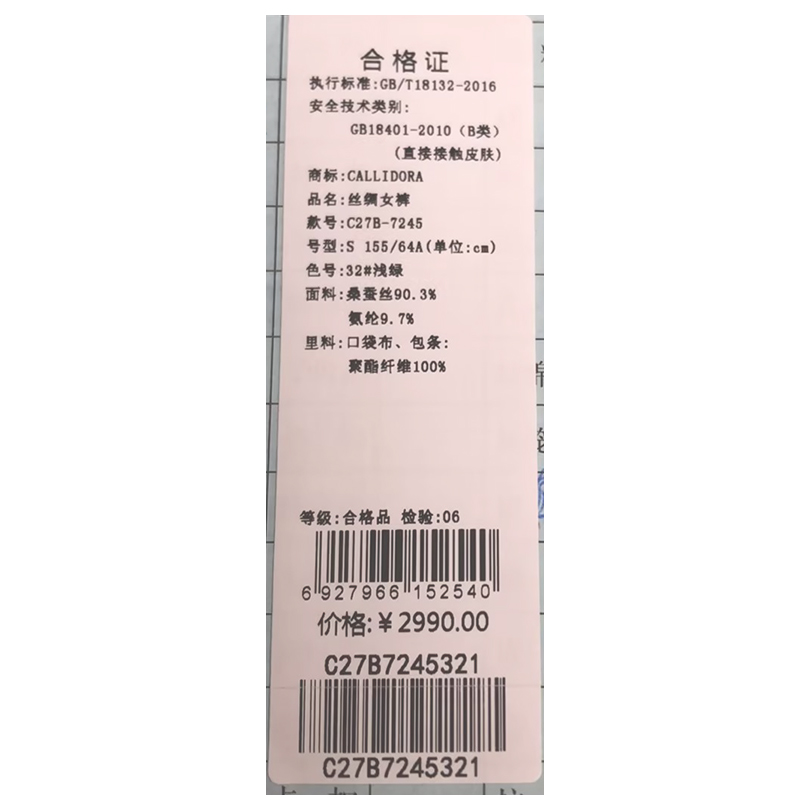 合格证
执行标准:GB/T18132-2016
安全技术类别:
GB18401-2010（B类）
(直接接触皮肤)
商标:CALLIDORA
品名:丝绸女裤
款号:C27B-7245
号型:S 155/64A(单位:cm)
色号:32#浅绿
面料:桑蚕丝90.3%
氨纶9.7%
里料:口袋布、包条:
聚酯纤维100%
等级:合格品 检验:06
6 927966 152540
价格:￥2990.00
C27B7245321
C27B7245321